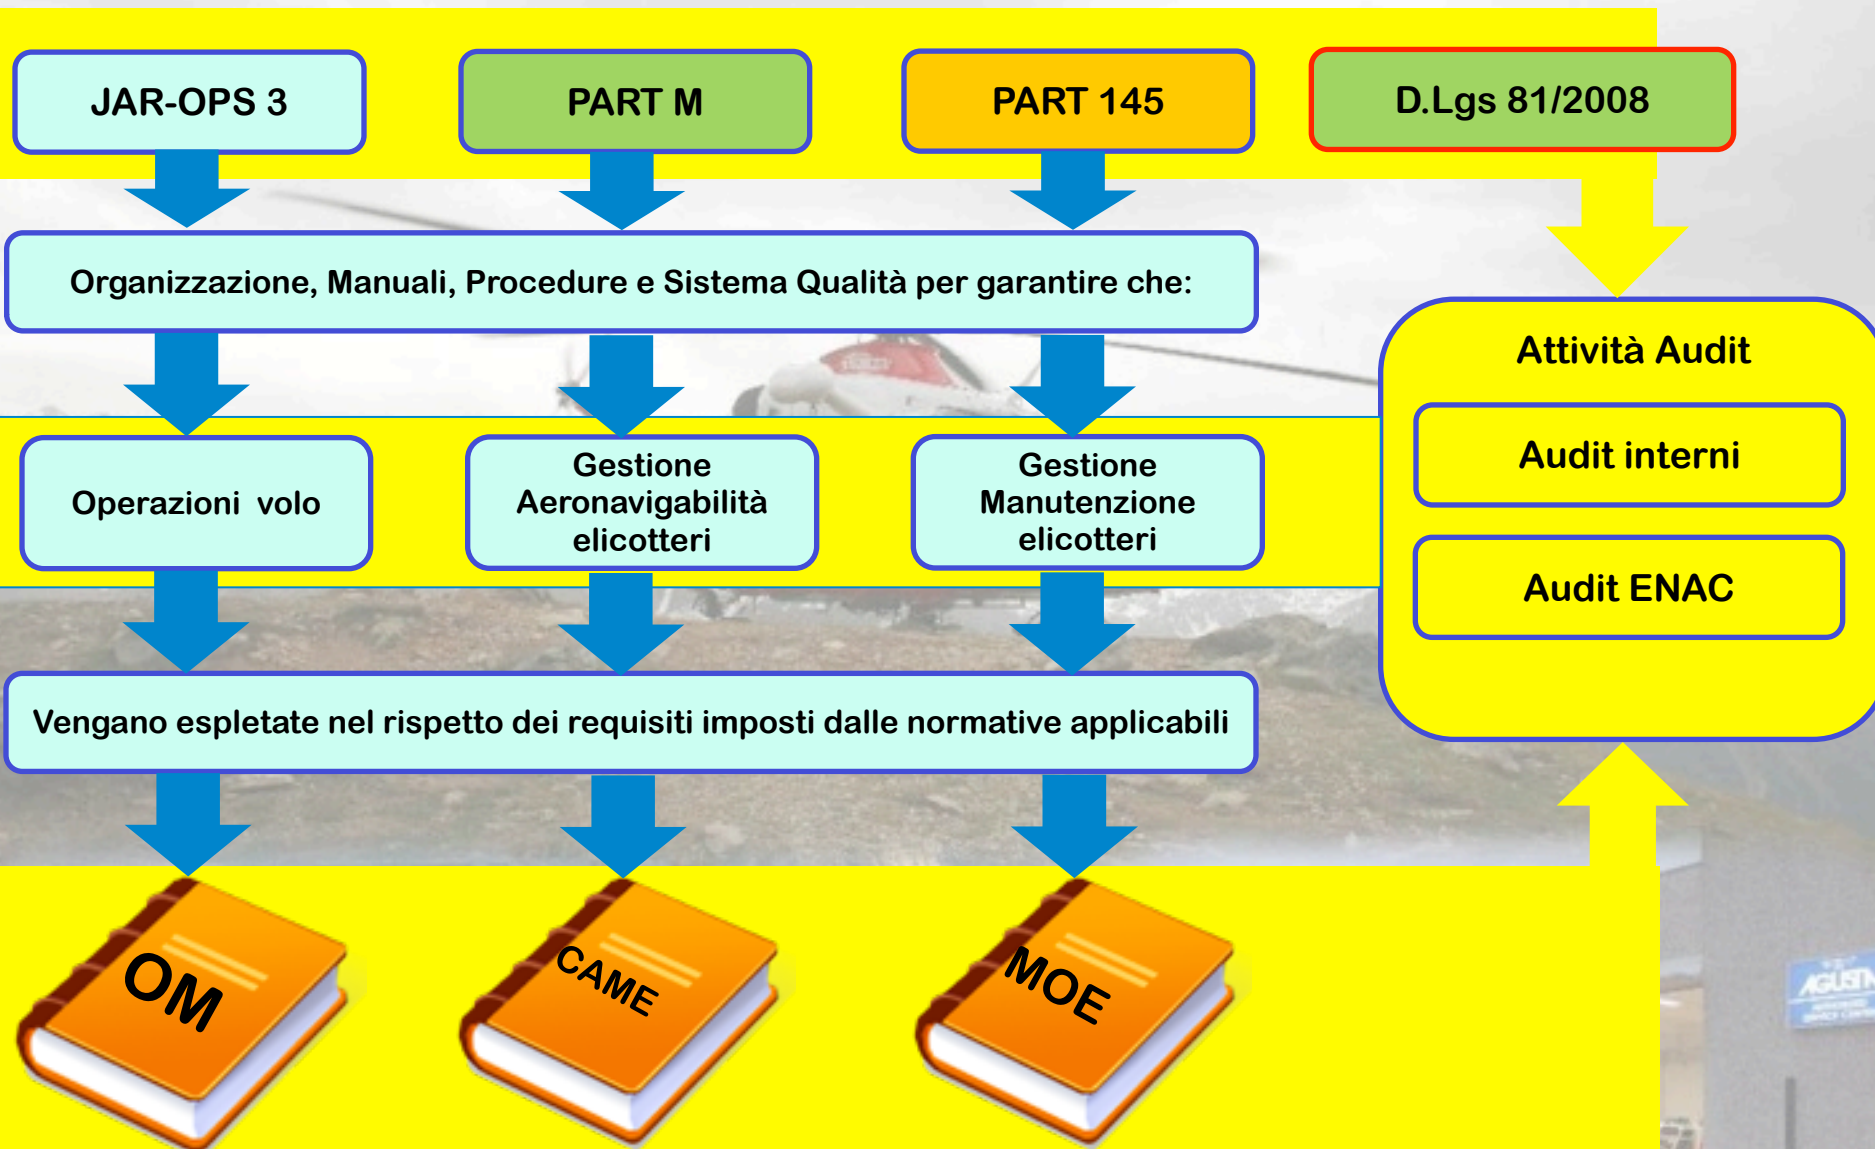 JAR-OPS 3
PART M
PART 145
D.Lgs 81/2008
Organizzazione, Manuali, Procedure e Sistema Qualità per garantire che:
Attività Audit
Audit interni
Audit ENAC
Operazioni volo
Gestione
Aeronavigabilità
elicotteri
Gestione
Manutenzione
elicotteri
Vengano espletate nel rispetto dei requisiti imposti dalle normative applicabili
OM
CAME
MOE